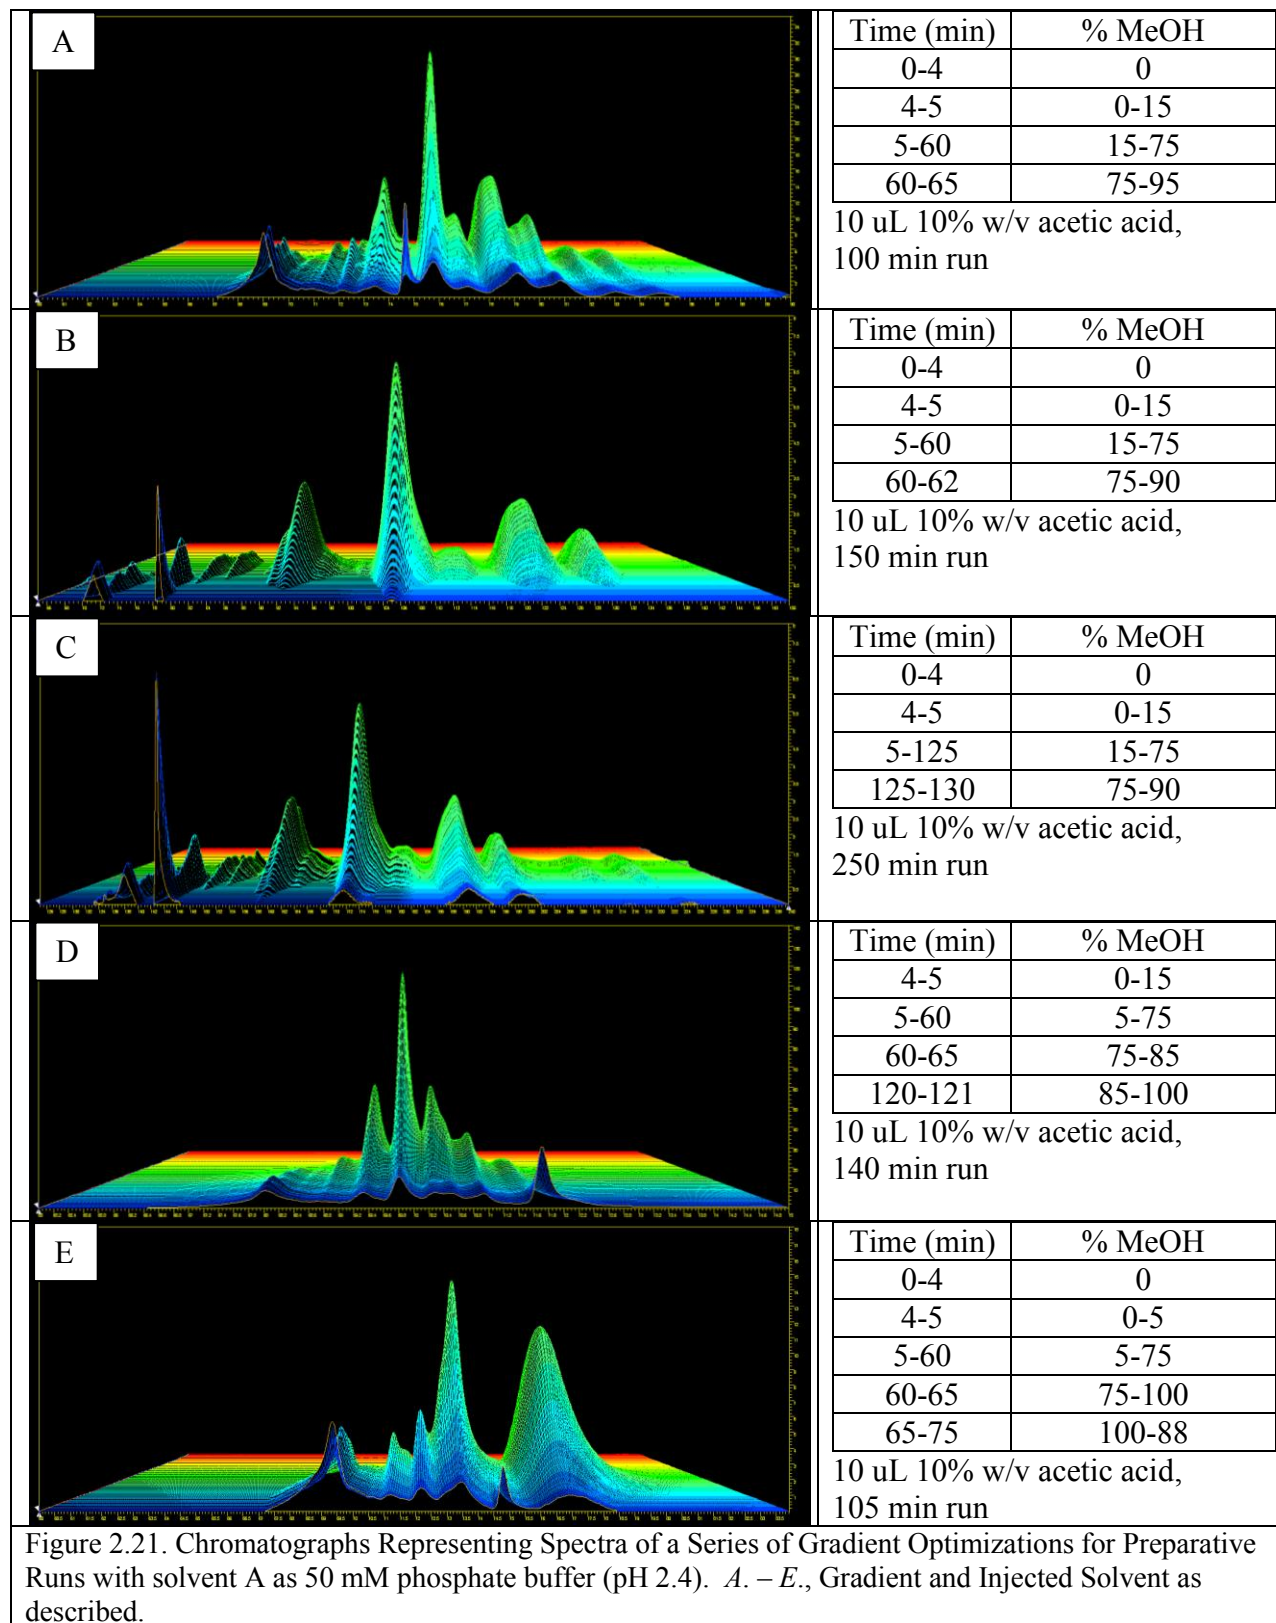 A
Time (min) % MeOH
0-4 0
4-5 0-15
5-60 15-75
60-65 75-95
10 uL 10% w/v acetic acid,
100 min run
B
Time (min) % MeOH
0-4 0
4-5 0-15
5-60 15-75
60-62 75-90
10 uL 10% w/v acetic acid,
150 min run
C
Time (min) % MeOH
0-4 0
4-5 0-15
5-125 15-75
125-130 75-90
10 uL 10% w/v acetic acid,
250 min run
D
Time (min) % MeOH
4-5 0-15
5-60 5-75
60-65 75-85
120-121 85-100
10 uL 10% w/v acetic acid,
140 min run
E
Time (min) % MeOH
0-4 0
4-5 0-5
5-60 5-75
60-65 75-100
65-75 100-88
10 uL 10% w/v acetic acid,
105 min run
Figure 2.21. Chromatographs Representing Spectra of a Series of Gradient Optimizations for Preparative
Runs with solvent A as 50 mM phosphate buffer (pH 2.4). A. – E., Gradient and Injected Solvent as
described.